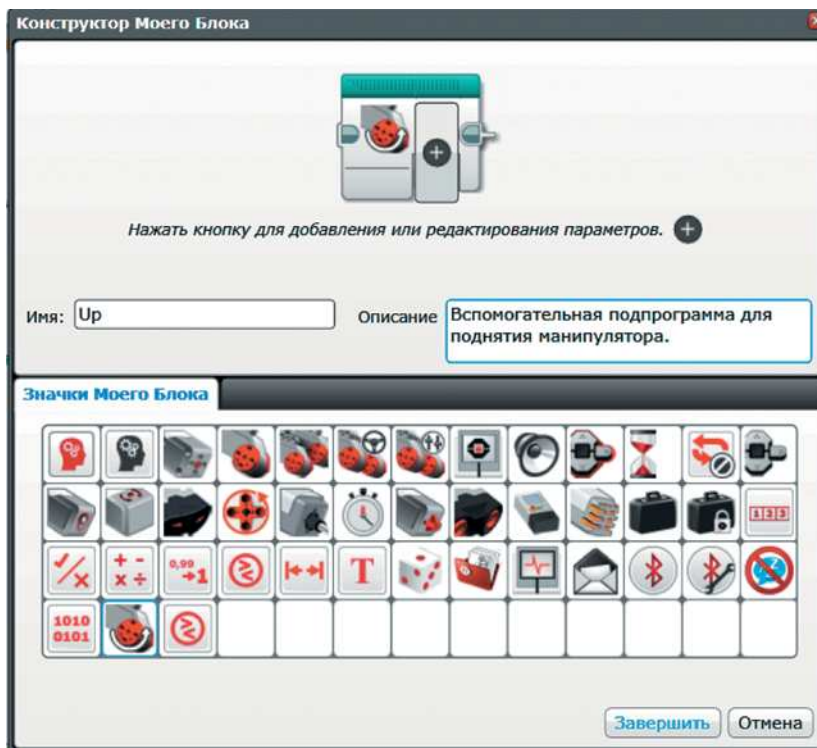 Конструктор Моего Блока
Нажать кнопку для добавления или редактирования параметров.
Имя: Up
Описание Вспомогательная подпрограмма для
поднятия манипулятора.
Значки Моего Блока
1 2 3
0,99
→1
T
1010
0101
Завершить Отмена